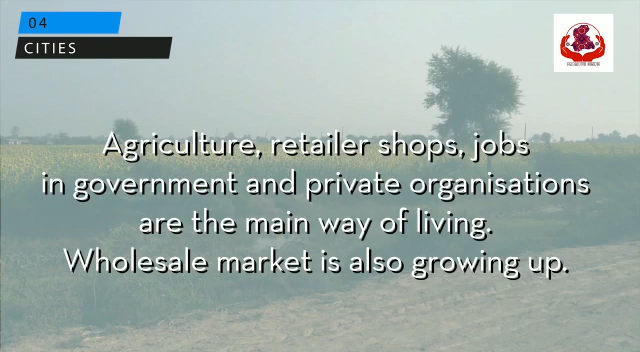 04
CITIES
Agriculture, retailer shops, jobs
in government and private organisations
are the main way of living.
Wholesale market is also growing up.